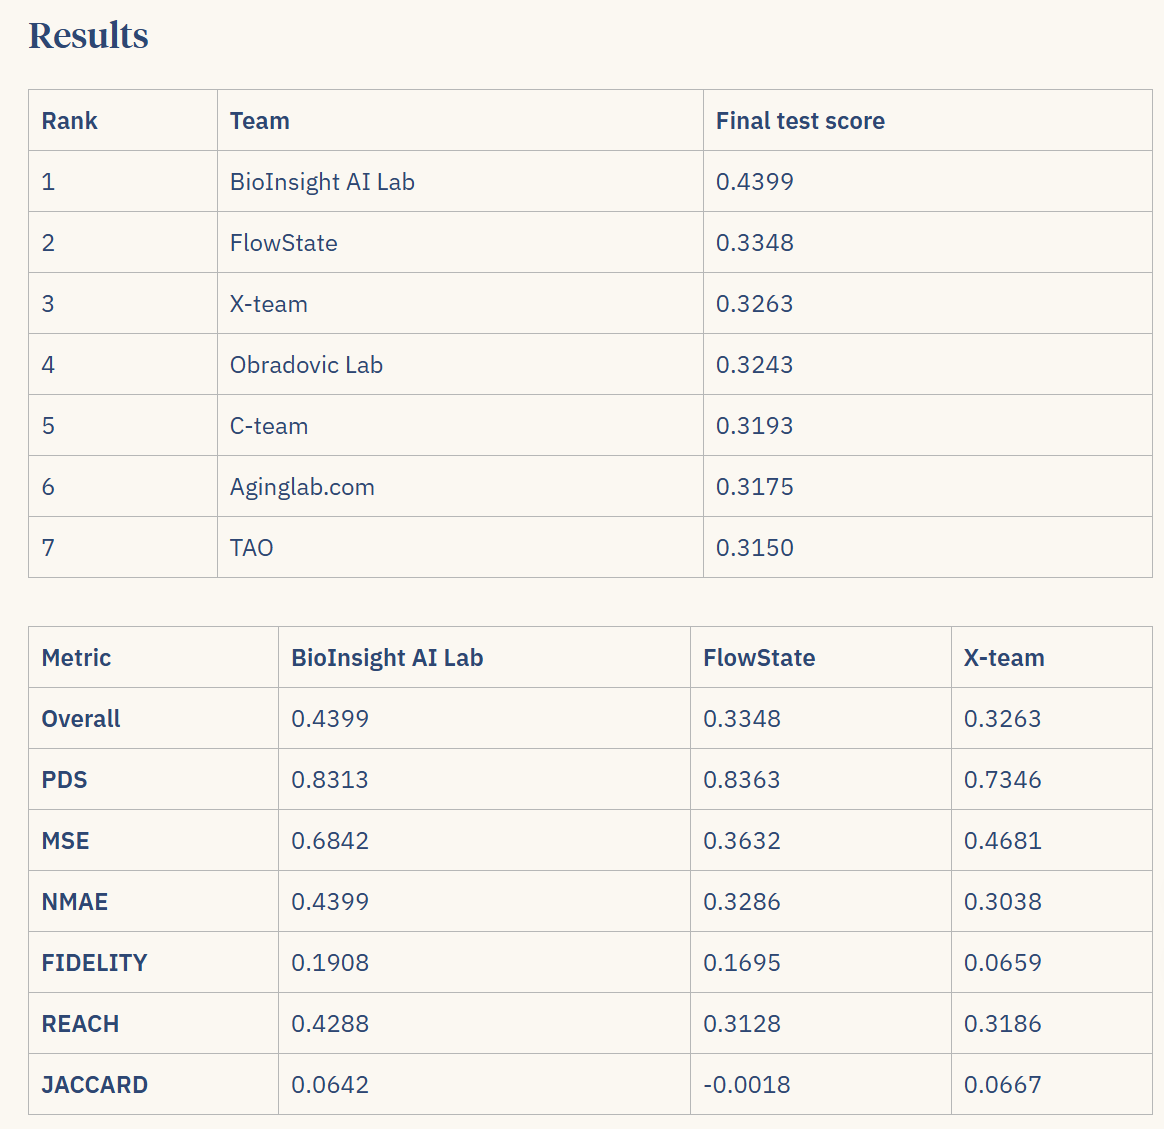 Results
Rank Team Final test score
1 BioInsight AI Lab 0.4399
2 FlowState 0.3348
3 X-team 0.3263
4 Obradovic Lab 0.3243
5 C-team 0.3193
6 Aginglab.com 0.3175
7 TAO 0.3150
Metric BioInsight AI Lab FlowState X-team
Overall 0.4399 0.3348 0.3263
PDS 0.8313 0.8363 0.7346
MSE 0.6842 0.3632 0.4681
NMAE 0.4399 0.3286 0.3038
FIDELITY 0.1908 0.1695 0.0659
REACH 0.4288 0.3128 0.3186
JACCARD 0.0642 -0.0018 0.0667